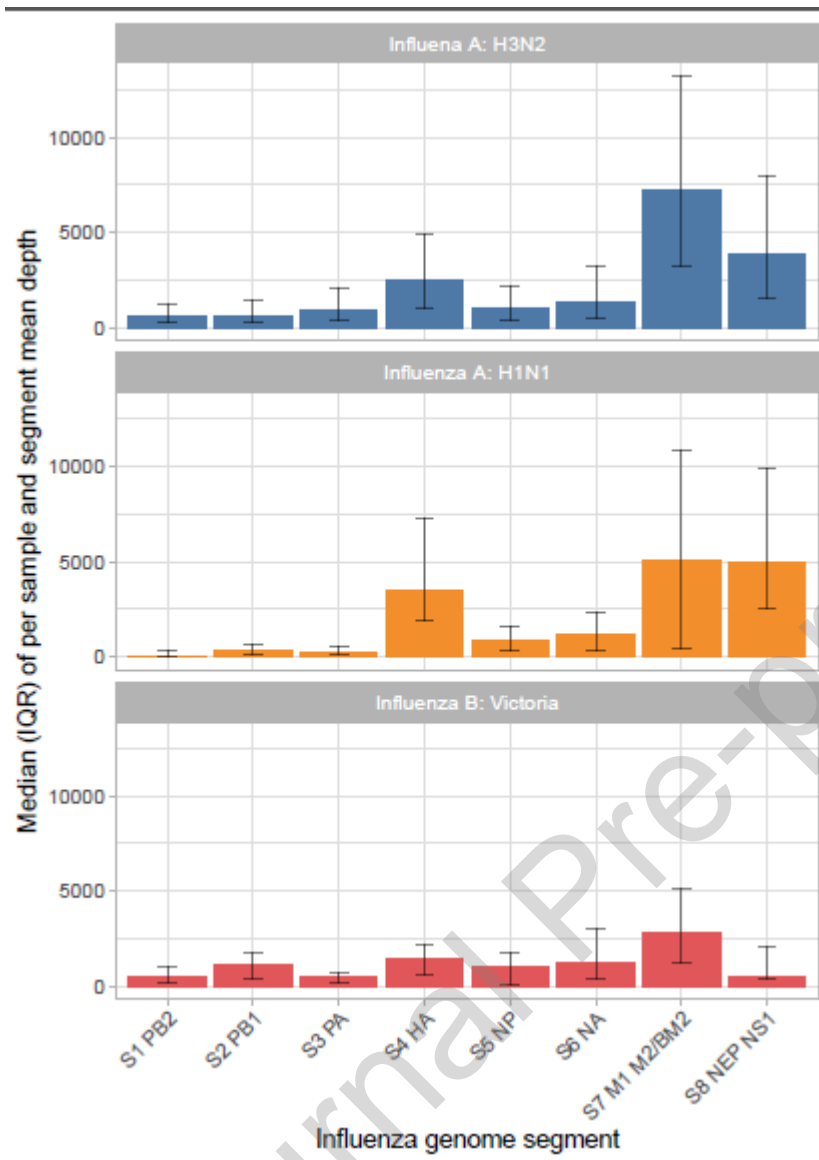 Influena A: H3N2
10000
5000
0
Influenza A: H1N1
10000
5000
0
Influenza B: Victoria
10000
5000
0
Median (IQR) of per sample and segment mean depth
S1 PB2
S2 PB1
S3 PA
S4 HA
S5 NP
S6 NA
S7 M1 M2/BM2
S8 NEP NS1
Influenza genome segment
urnal Pre-p